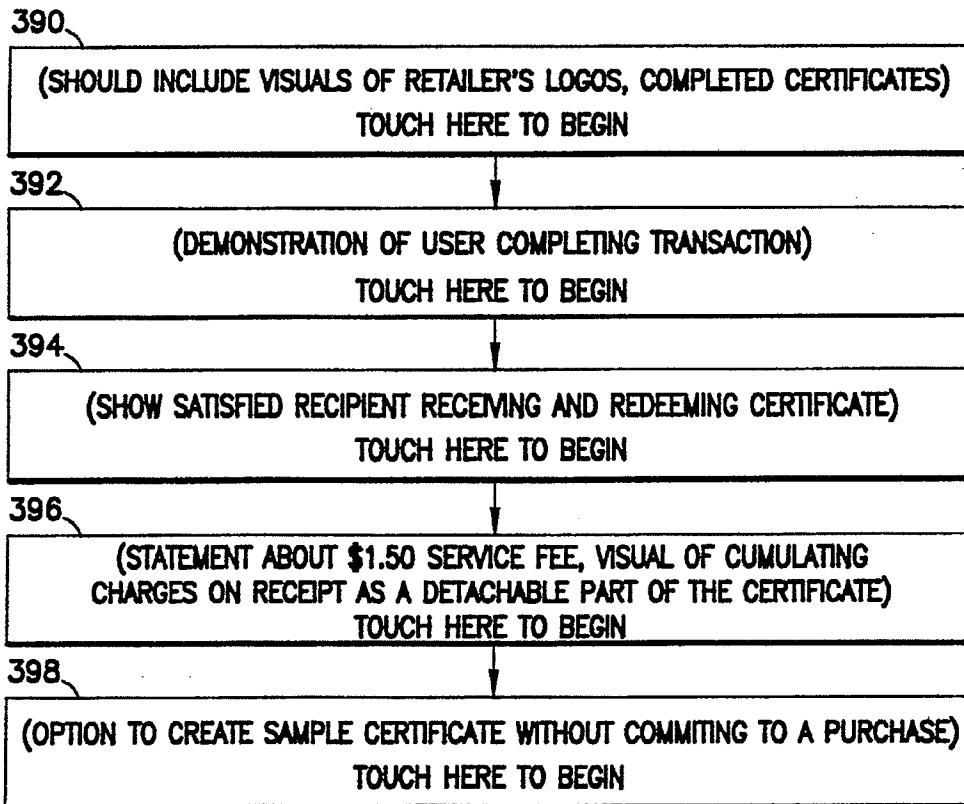 390
(SHOULD INCLUDE VISUALS OF RETAILER'S LOGOS, COMPLETED CERTIFICATES)
TOUCH HERE TO BEGIN
392
(DEMONSTRATION OF USER COMPLETING TRANSACTION)
TOUCH HERE TO BEGIN
394
(SHOW SATISFIED RECIPIENT RECEIVING AND REDEEMING CERTIFICATE)
TOUCH HERE TO BEGIN
396
(STATEMENT ABOUT $1.50 SERVICE FEE, VISUAL OF CUMULATING
CHARGES ON RECEIPT AS A DETACHABLE PART OF THE CERTIFICATE)
TOUCH HERE TO BEGIN
398
(OPTION TO CREATE SAMPLE CERTIFICATE WITHOUT COMMITING TO A PURCHASE)
TOUCH HERE TO BEGIN